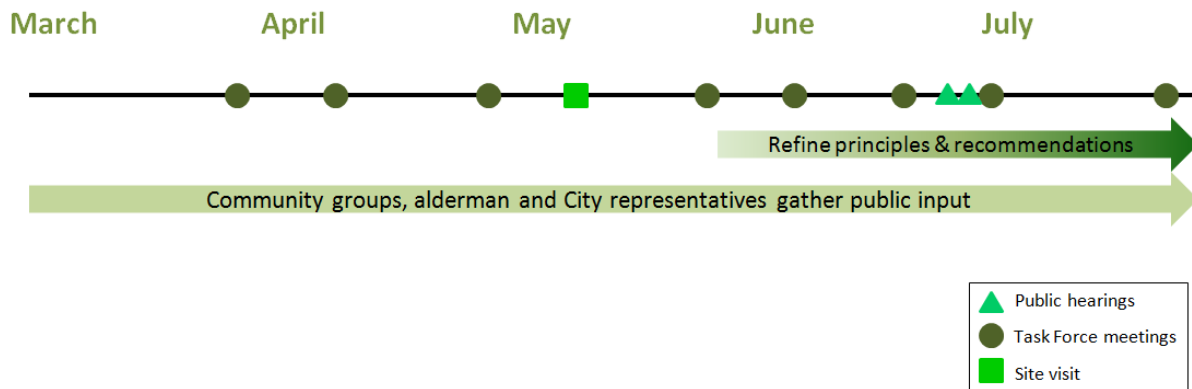 March April May June July
Refine principles & recommendations
Community groups, alderman and City representatives gather public input
Public hearings
Task Force meetings
Site visit